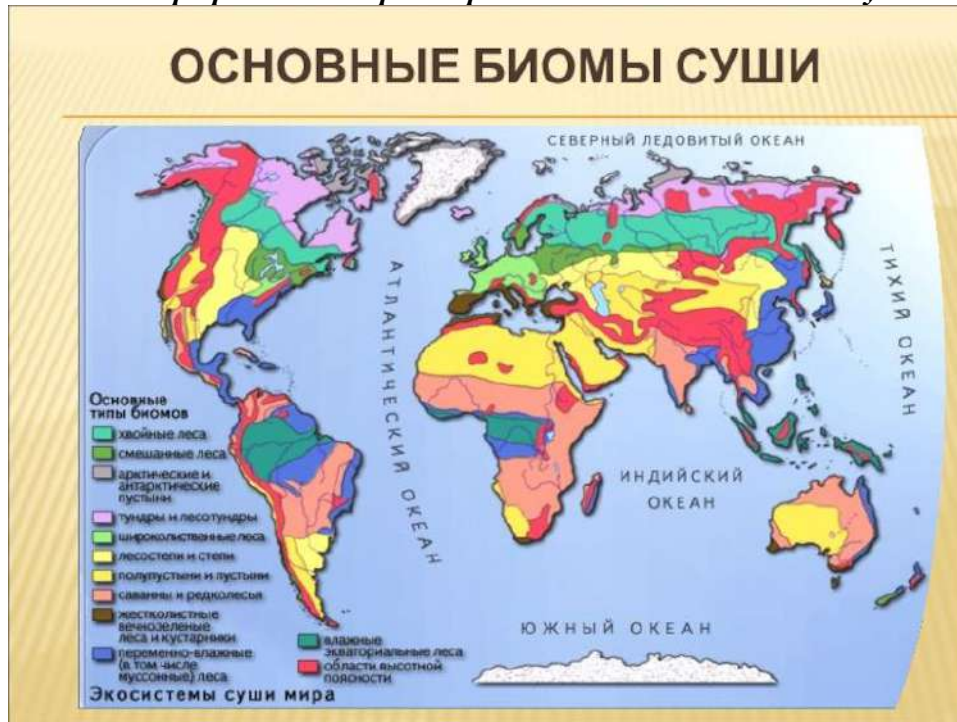 ОСНОВНЫЕ БИОМЫ СУШИ
СЕВЕРНЫЙ ЛЕДОВИТЫЙ ОКЕАН
АТЛАНТИЧЕСКИЙ ОКЕАН
ТИХИЙ ОКЕАН
ИНДИЙСКИЙ
ОКЕАН
ЮЖНЫЙ ОКЕАН
Основные
типы биомов
хвойные леса
смешанные леса
арктические и
антарктические
пустыни
тундры и лесотундры
широколиственные леса
лесостепи и степи
полупустыни и пустыни
саванны и редколесья
жестколистные
вечнозеленые
леса и кустарники
переменно-влажные
(в том числе
муссонные) леса
влажные
экваториальные леса
области высотной
поясности
Экосистемы суши мира